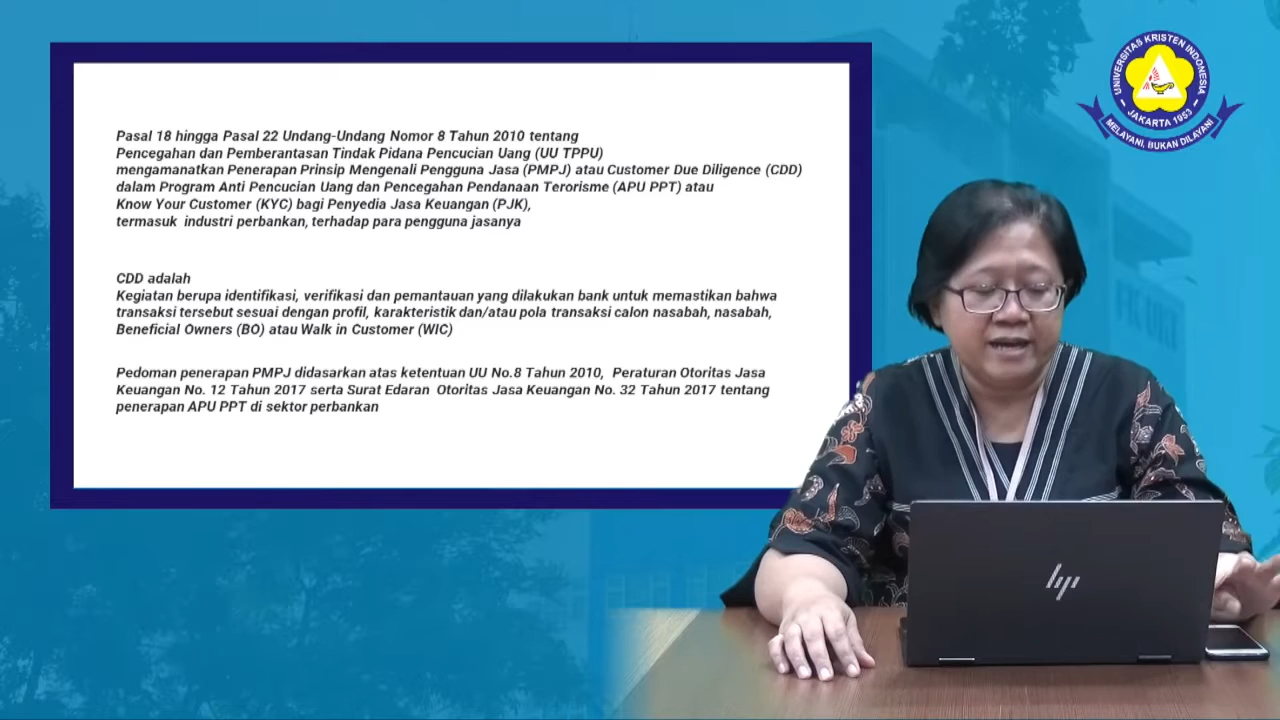 Pasal 18 hingga Pasal 22 Undang-Undang Nomor 8 Tahun 2010 tentang
Pencegahan dan Pemberantasan Tindak Pidana Pencucian Uang (UU TPPU)
mengamanatkan Penerapan Prinsip Mengenali Pengguna Jasa (PMPJ) atau Customer Due Diligence (CDD)
dalam Program Anti Pencucian Uang dan Pencegahan Pendanaan Terorisme (APU PPT) atau
Know Your Customer (KYC) bagi Penyedia Jasa Keuangan (PJK),
termasuk industri perbankan, terhadap para pengguna jasanya
CDD adalah
Kegiatan berupa identifikasi, verifikasi dan pemantauan yang dilakukan bank untuk memastikan bahwa
transaksi tersebut sesuai dengan profil, karakteristik dan/atau pola transaksi calon nasabah, nasabah,
Beneficial Owners (BO) atau Walk in Customer (WIC)
Pedoman penerapan PMPJ didasarkan atas ketentuan UU No.8 Tahun 2010, Peraturan Otoritas Jasa
Keuangan No. 12 Tahun 2017 serta Surat Edaran Otoritas Jasa Keuangan No. 32 Tahun 2017 tentang
penerapan APU PPT di sektor perbankan
UNIVERSITAS KRISTEN INDONESIA
JAKARTA 1953
MELAYANI, BUKAN DILAYANI
hp